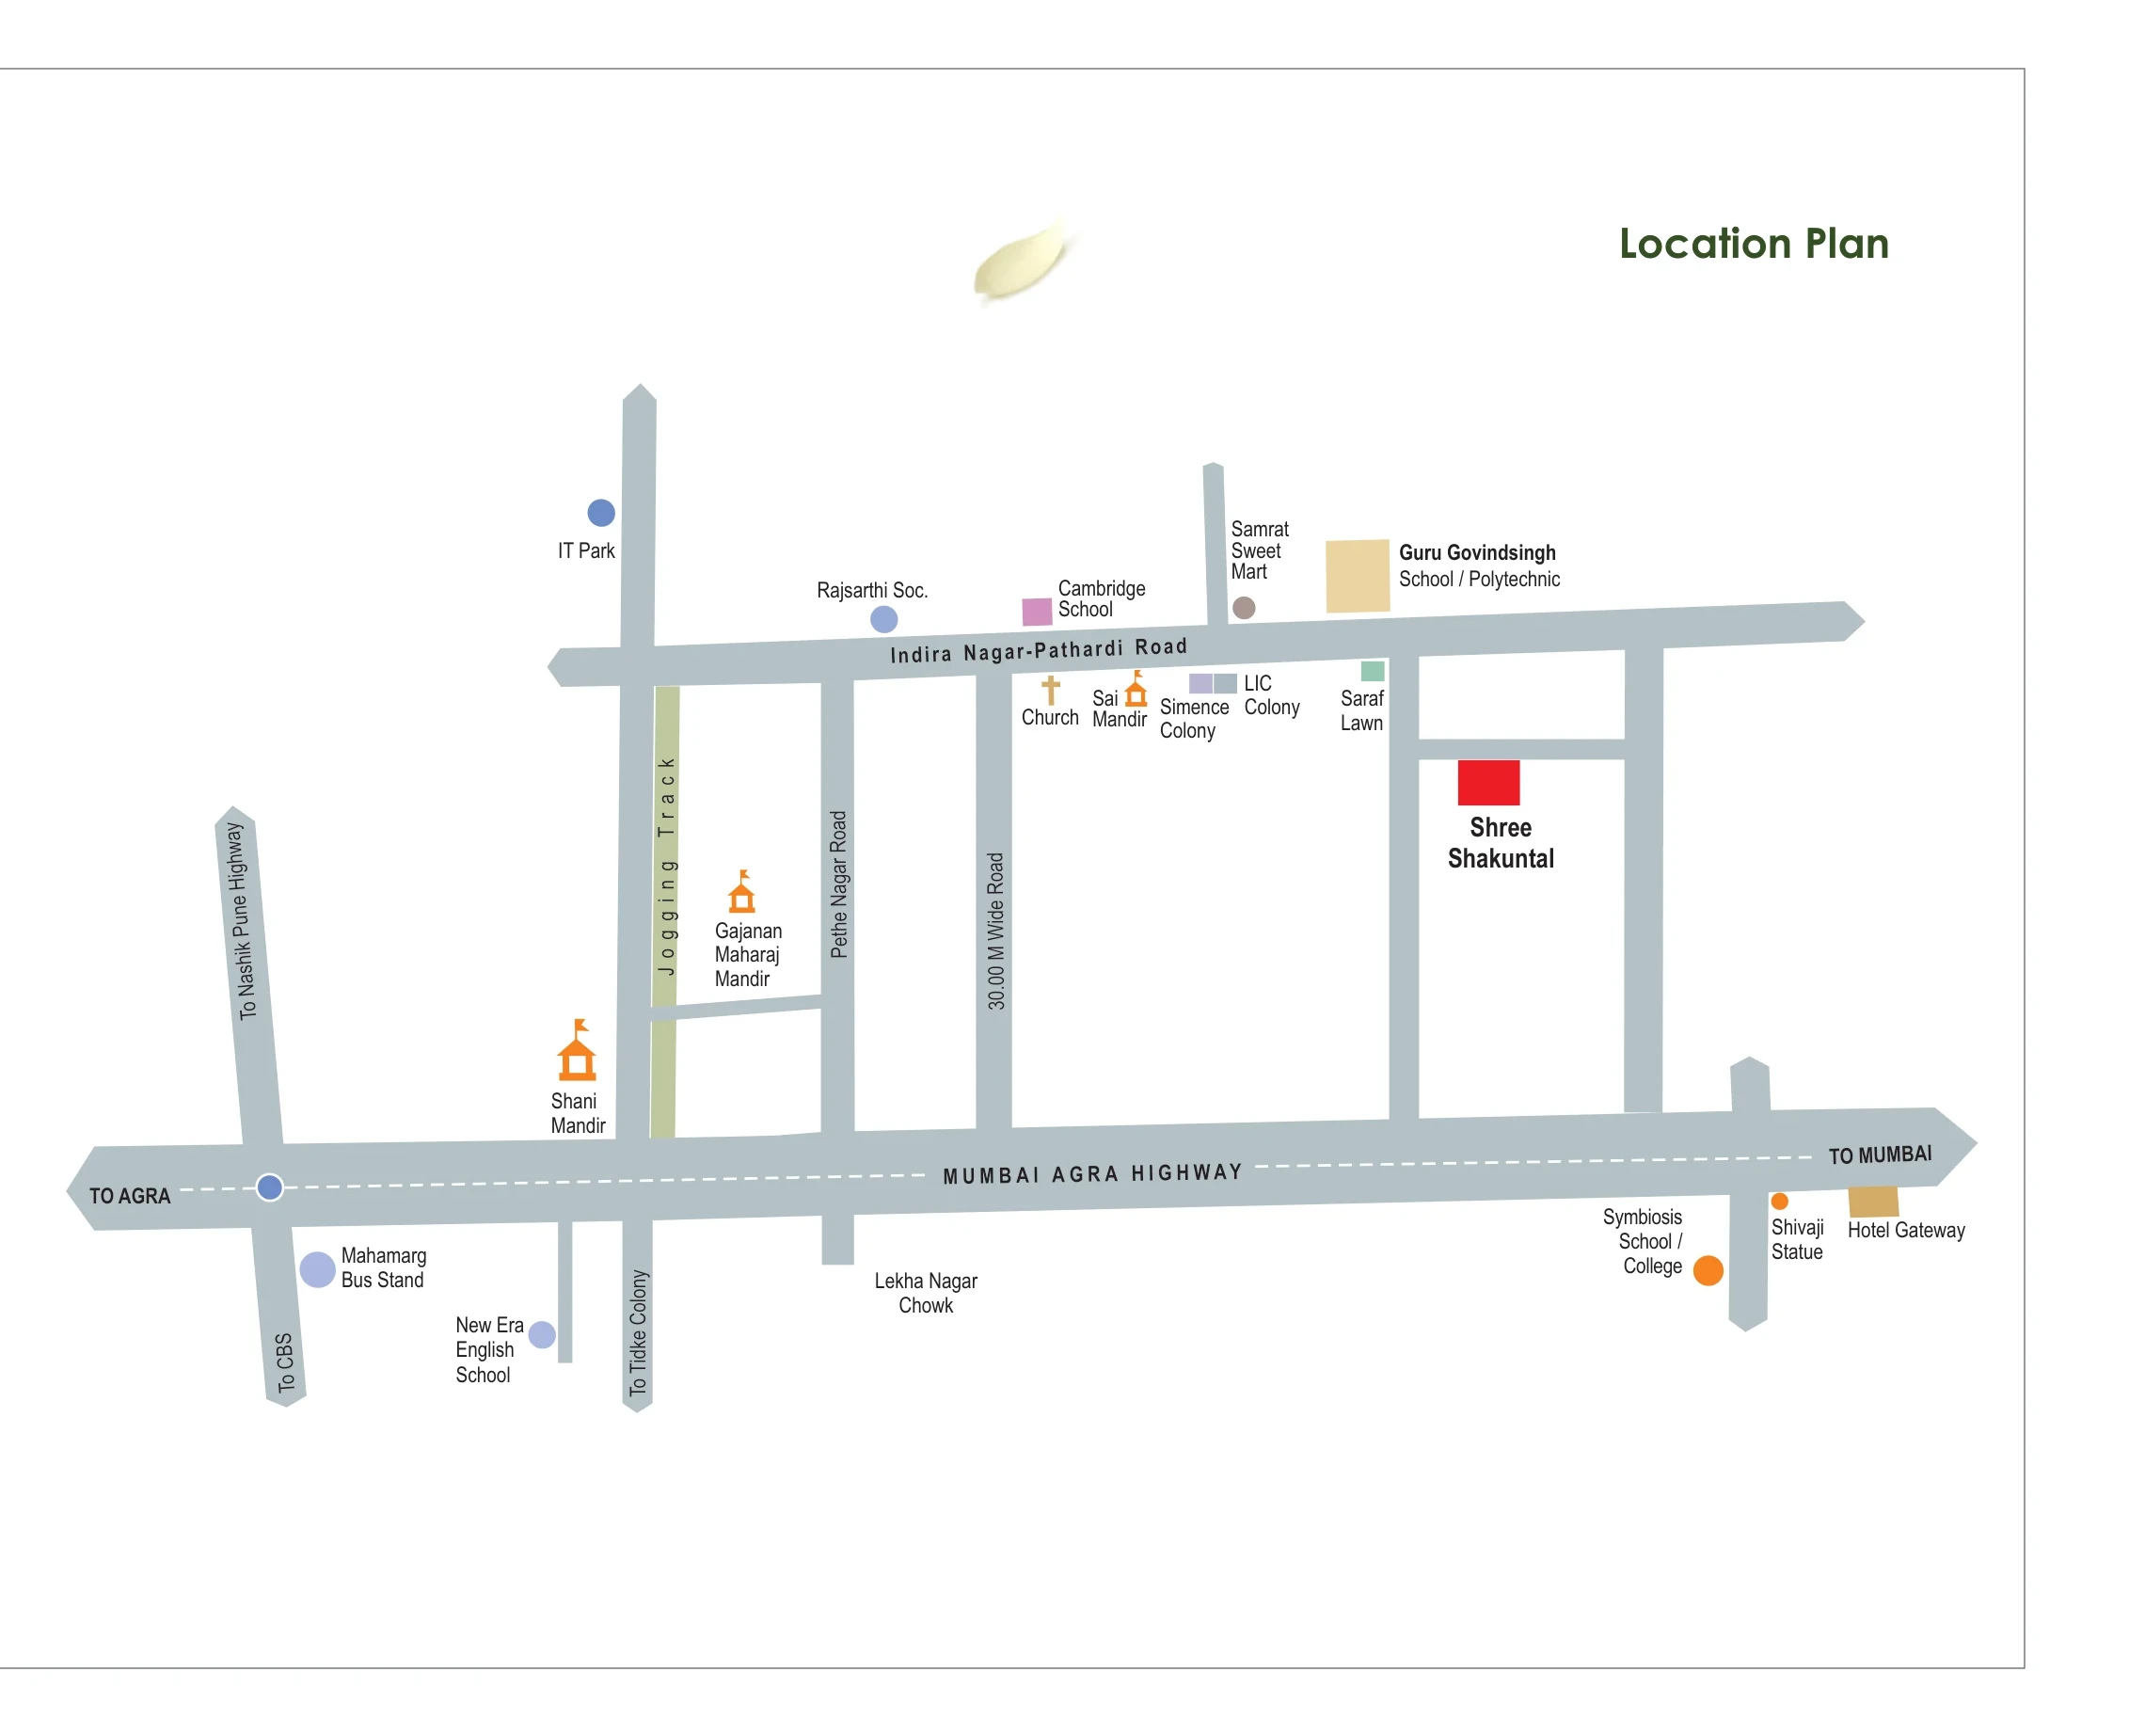 Location Plan
IT Park
Samrat
Sweet
Mart
Guru Govindsingh
School / Polytechnic
Rajsarthi Soc.
Cambridge
School
Indira Nagar-Pathardi Road
Church
Sai
Mandir
Simence
Colony
LIC
Colony
Saraf
Lawn
Shree
Shakuntal
To Nashik Pune Highway
Jogging Track
Gajanan
Maharaj
Mandir
Pethe Nagar Road
30.00 M Wide Road
Shani
Mandir
TO AGRA
MUMBAI AGRA HIGHWAY
TO MUMBAI
Mahamarg
Bus Stand
To CBS
New Era
English
School
To Tidke Colony
Lekha Nagar
Chowk
Symbiosis
School /
College
Shivaji
Statue
Hotel Gateway